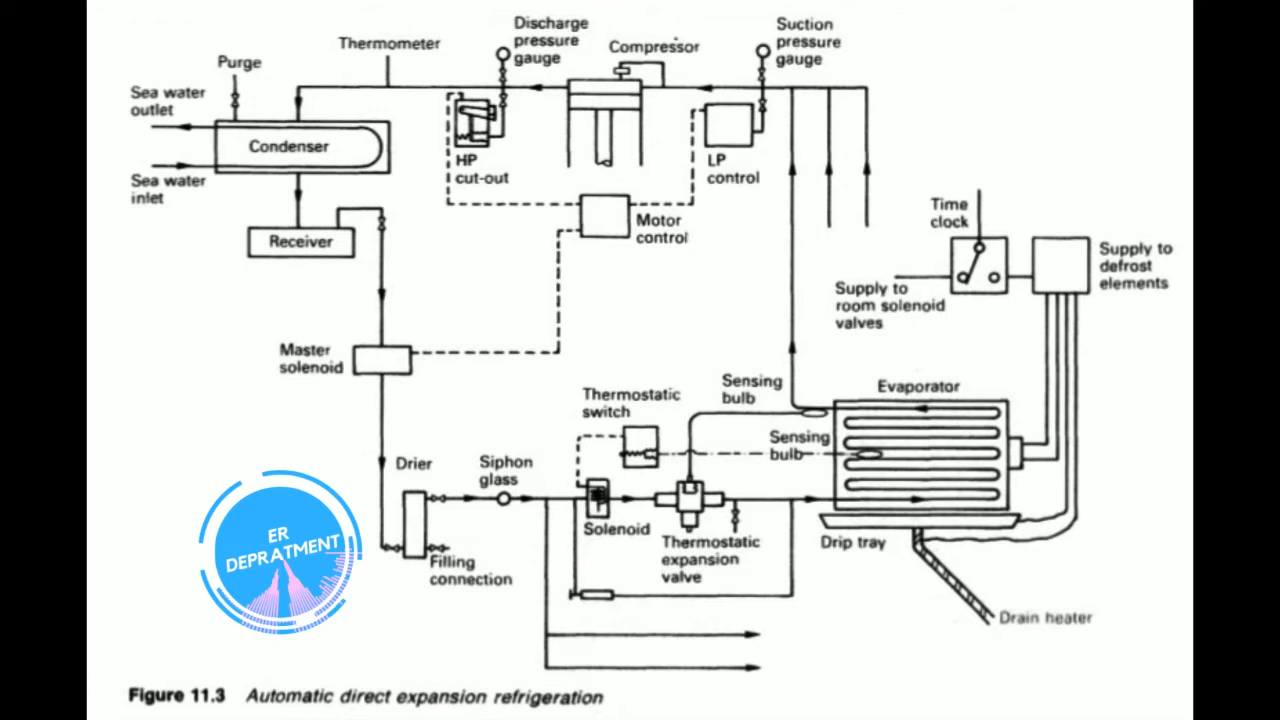 Discharge
pressure
gauge
Suction
pressure
gauge
Thermometer
Compressor
Purge
Sea water
outlet
Condenser
HP
cut-out
LP
control
Sea water
inlet
Receiver
Motor
control
Time
clock
Supply to
defrost
elements
Supply to
room solenoid
valves
Master
solenoid
Sensing
bulb
Evaporator
Thermostatic
switch
Sensing
bulb
Drier
Siphon
glass
Solenoid
Thermostatic
expansion
valve
Drip tray
ER
DEPRATMENT
Filling
connection
Drain heater
Figure 11.3 Automatic direct expansion refrigeration